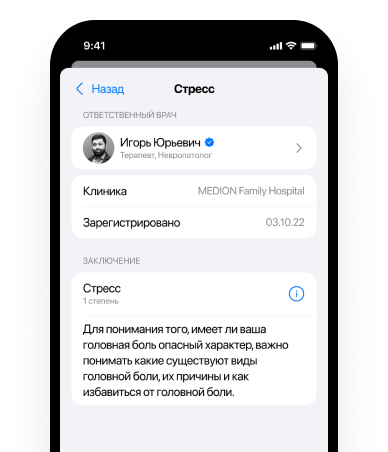 9:41
Назад
Стресс
ОТВЕТСТВЕННЫЙ ВРАЧ
Игорь Юрьевич
Терапевт, Невропатолог
Клиника MEDION Family Hospital
Зарегистрировано 03.10.22
ЗАКЛЮЧЕНИЕ
Стресс
1 степень
Для понимания того, имеет ли ваша
головная боль опасный характер, важно
понимать какие существуют виды
головной боли, их причины и как
избавиться от головной боли.